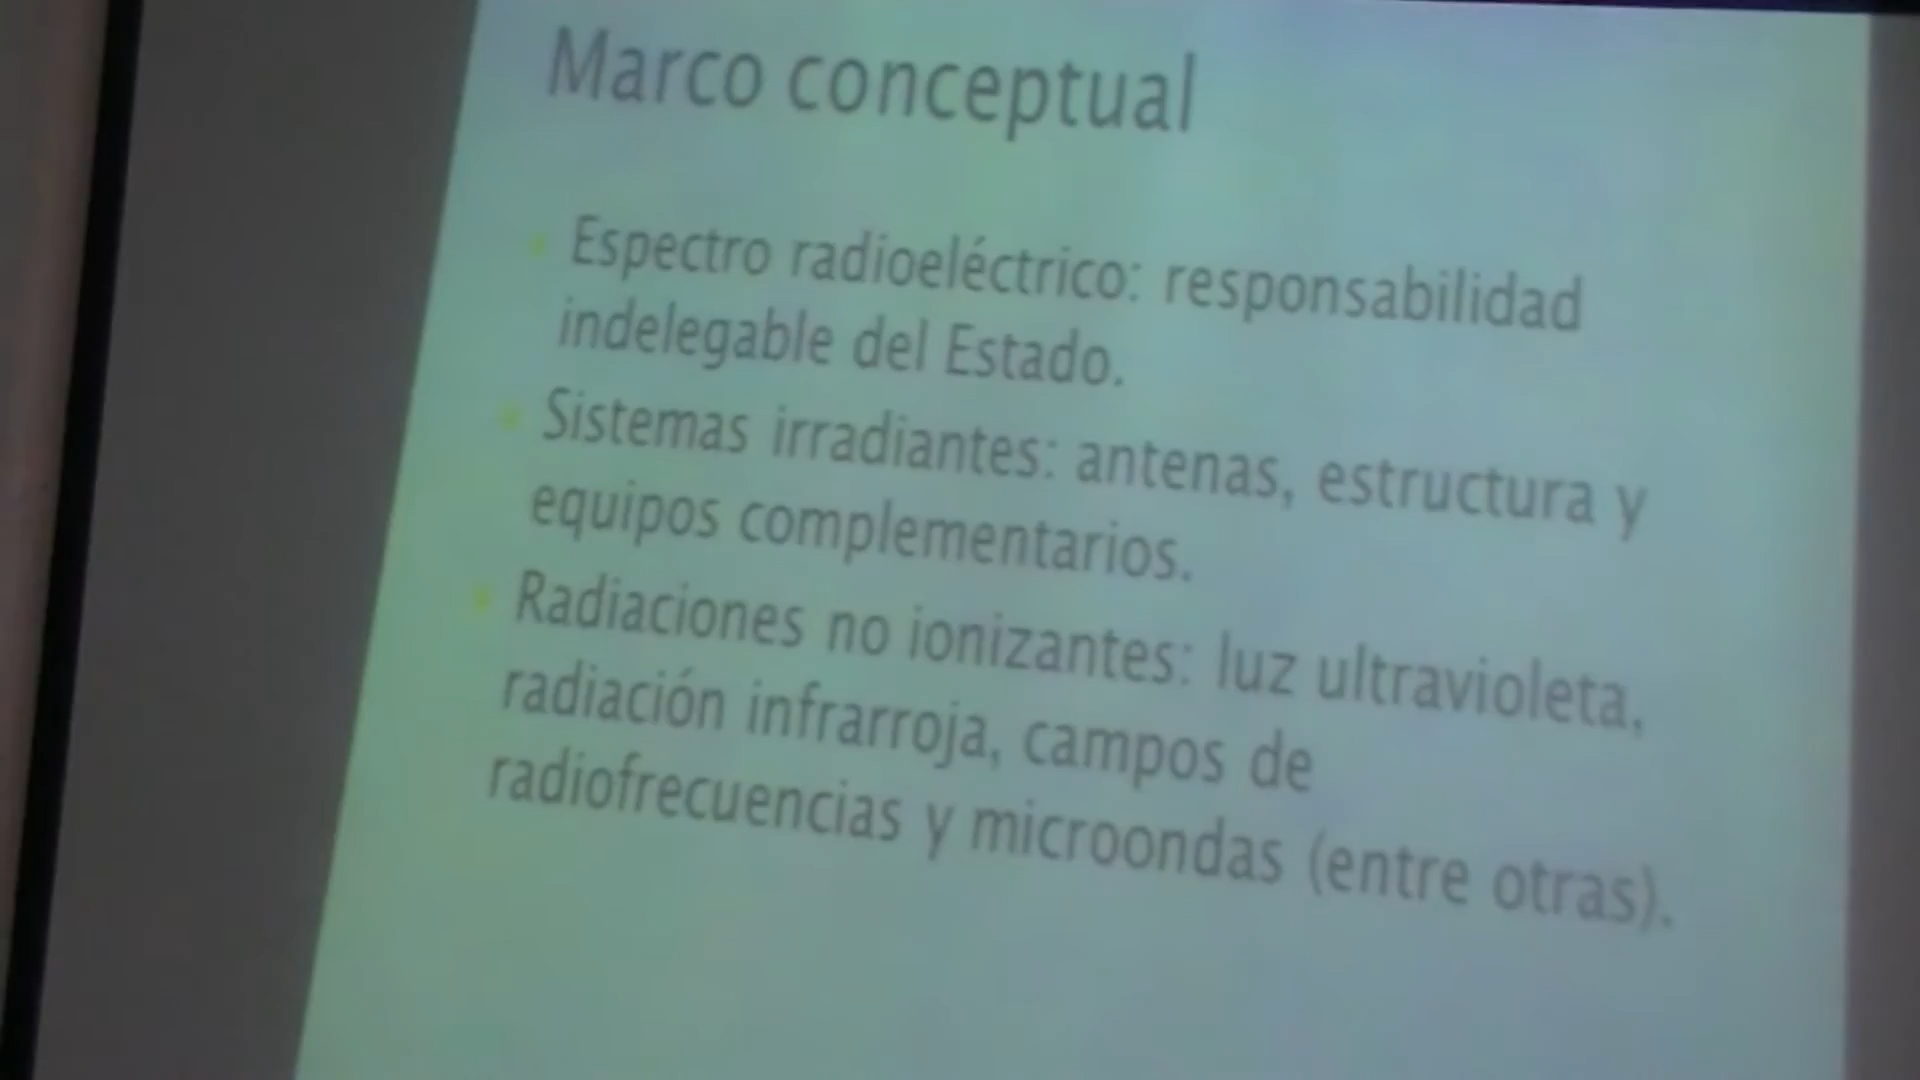 Marco conceptual
Espectro radioeléctrico: responsabilidad
indelegable del Estado.
Sistemas irradiantes: antenas, estructura y
equipos complementarios.
Radiaciones no ionizantes: luz ultravioleta,
radiación infrarroja, campos de
radiofrecuencias y microondas (entre otras).